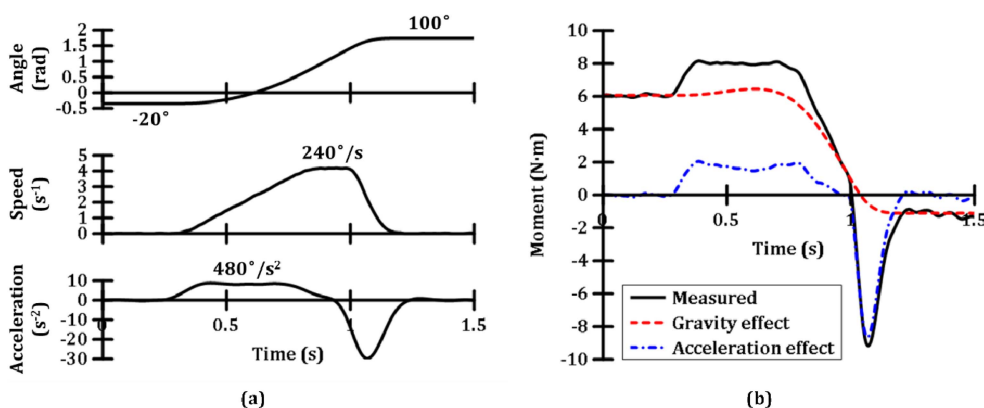 100°
2
1.5
1
0.5
0
-0.5
Angle
(rad)
-20°
240°/s
5
4
3
2
1
0
Speed
(s⁻¹)
480°/s²
10
0
-10
-20
-30
Acceleration
(s⁻²)
0
0.5
1
1.5
Time (s)
(a)
10
8
6
4
2
0
-2
-4
-6
-8
-10
Moment (N·m)
0
0.5
1
1.5
Time (s)
Measured
Gravity effect
Acceleration effect
(b)